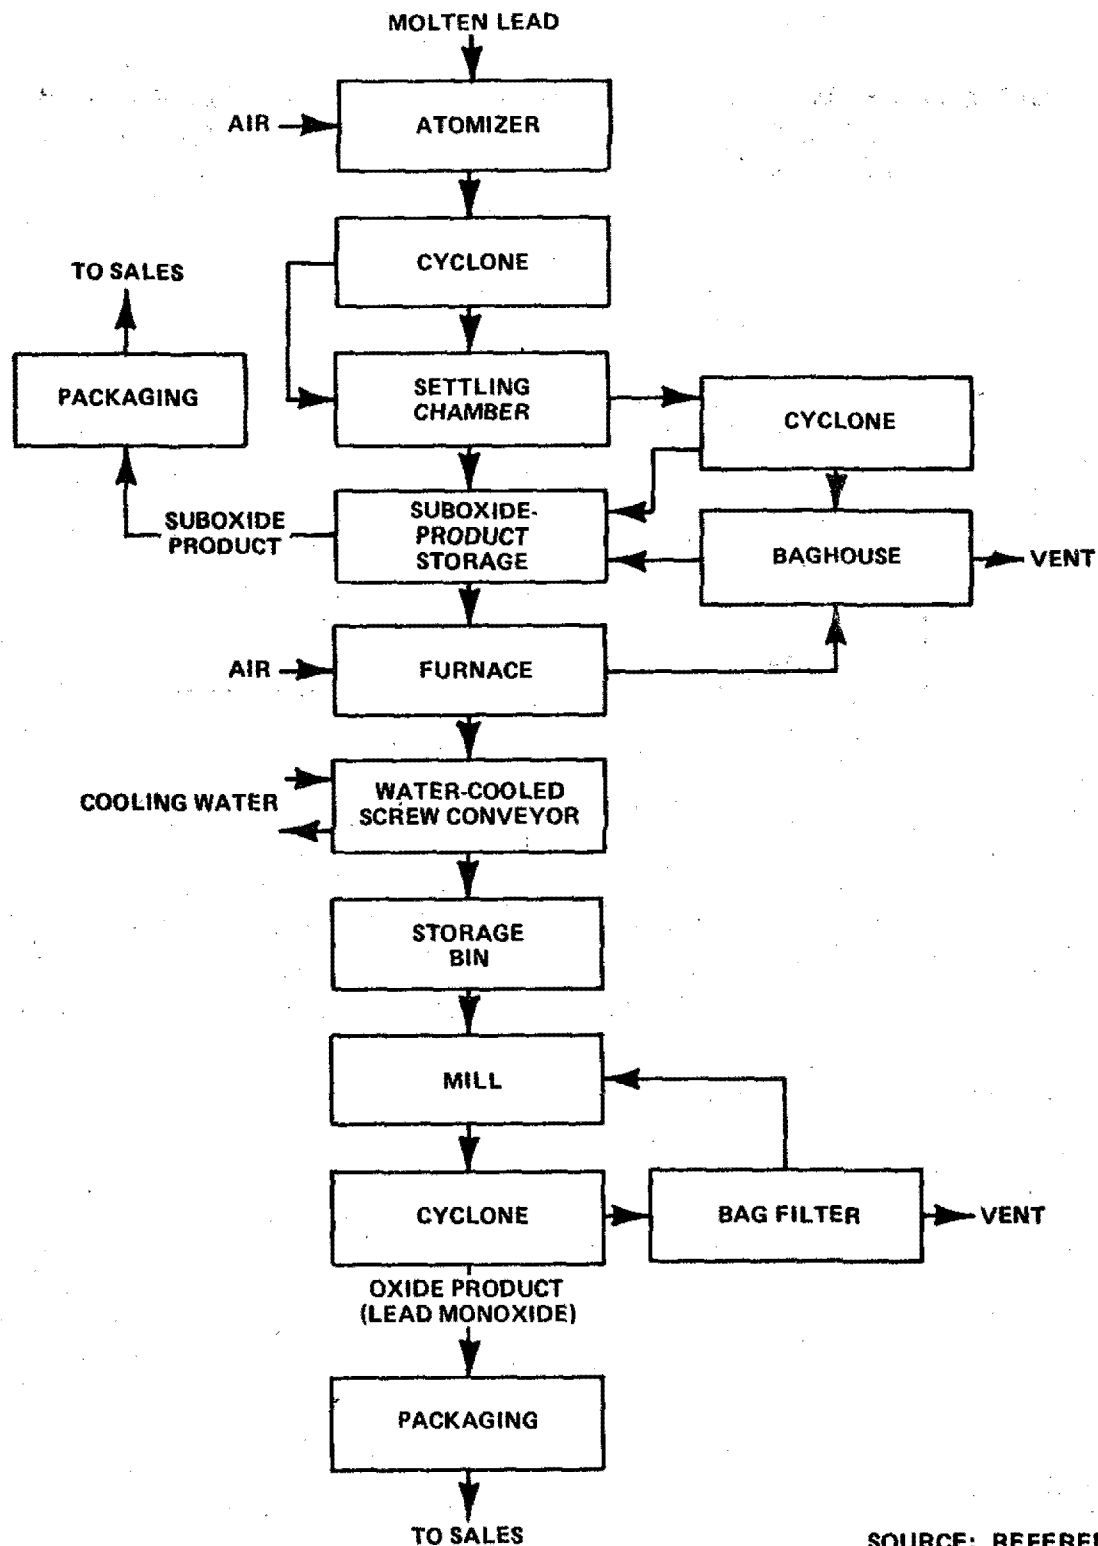 MOLTEN LEAD
AIR
ATOMIZER
CYCLONE
TO SALES
PACKAGING
SETTLING
CHAMBER
CYCLONE
SUBOXIDE
PRODUCT
SUBOXIDE-
PRODUCT
STORAGE
BAGHOUSE
VENT
AIR
FURNACE
COOLING WATER
WATER-COOLED
SCREW CONVEYOR
STORAGE
BIN
MILL
CYCLONE
BAG FILTER
VENT
OXIDE PRODUCT
(LEAD MONOXIDE)
PACKAGING
TO SALES
SOURCE: